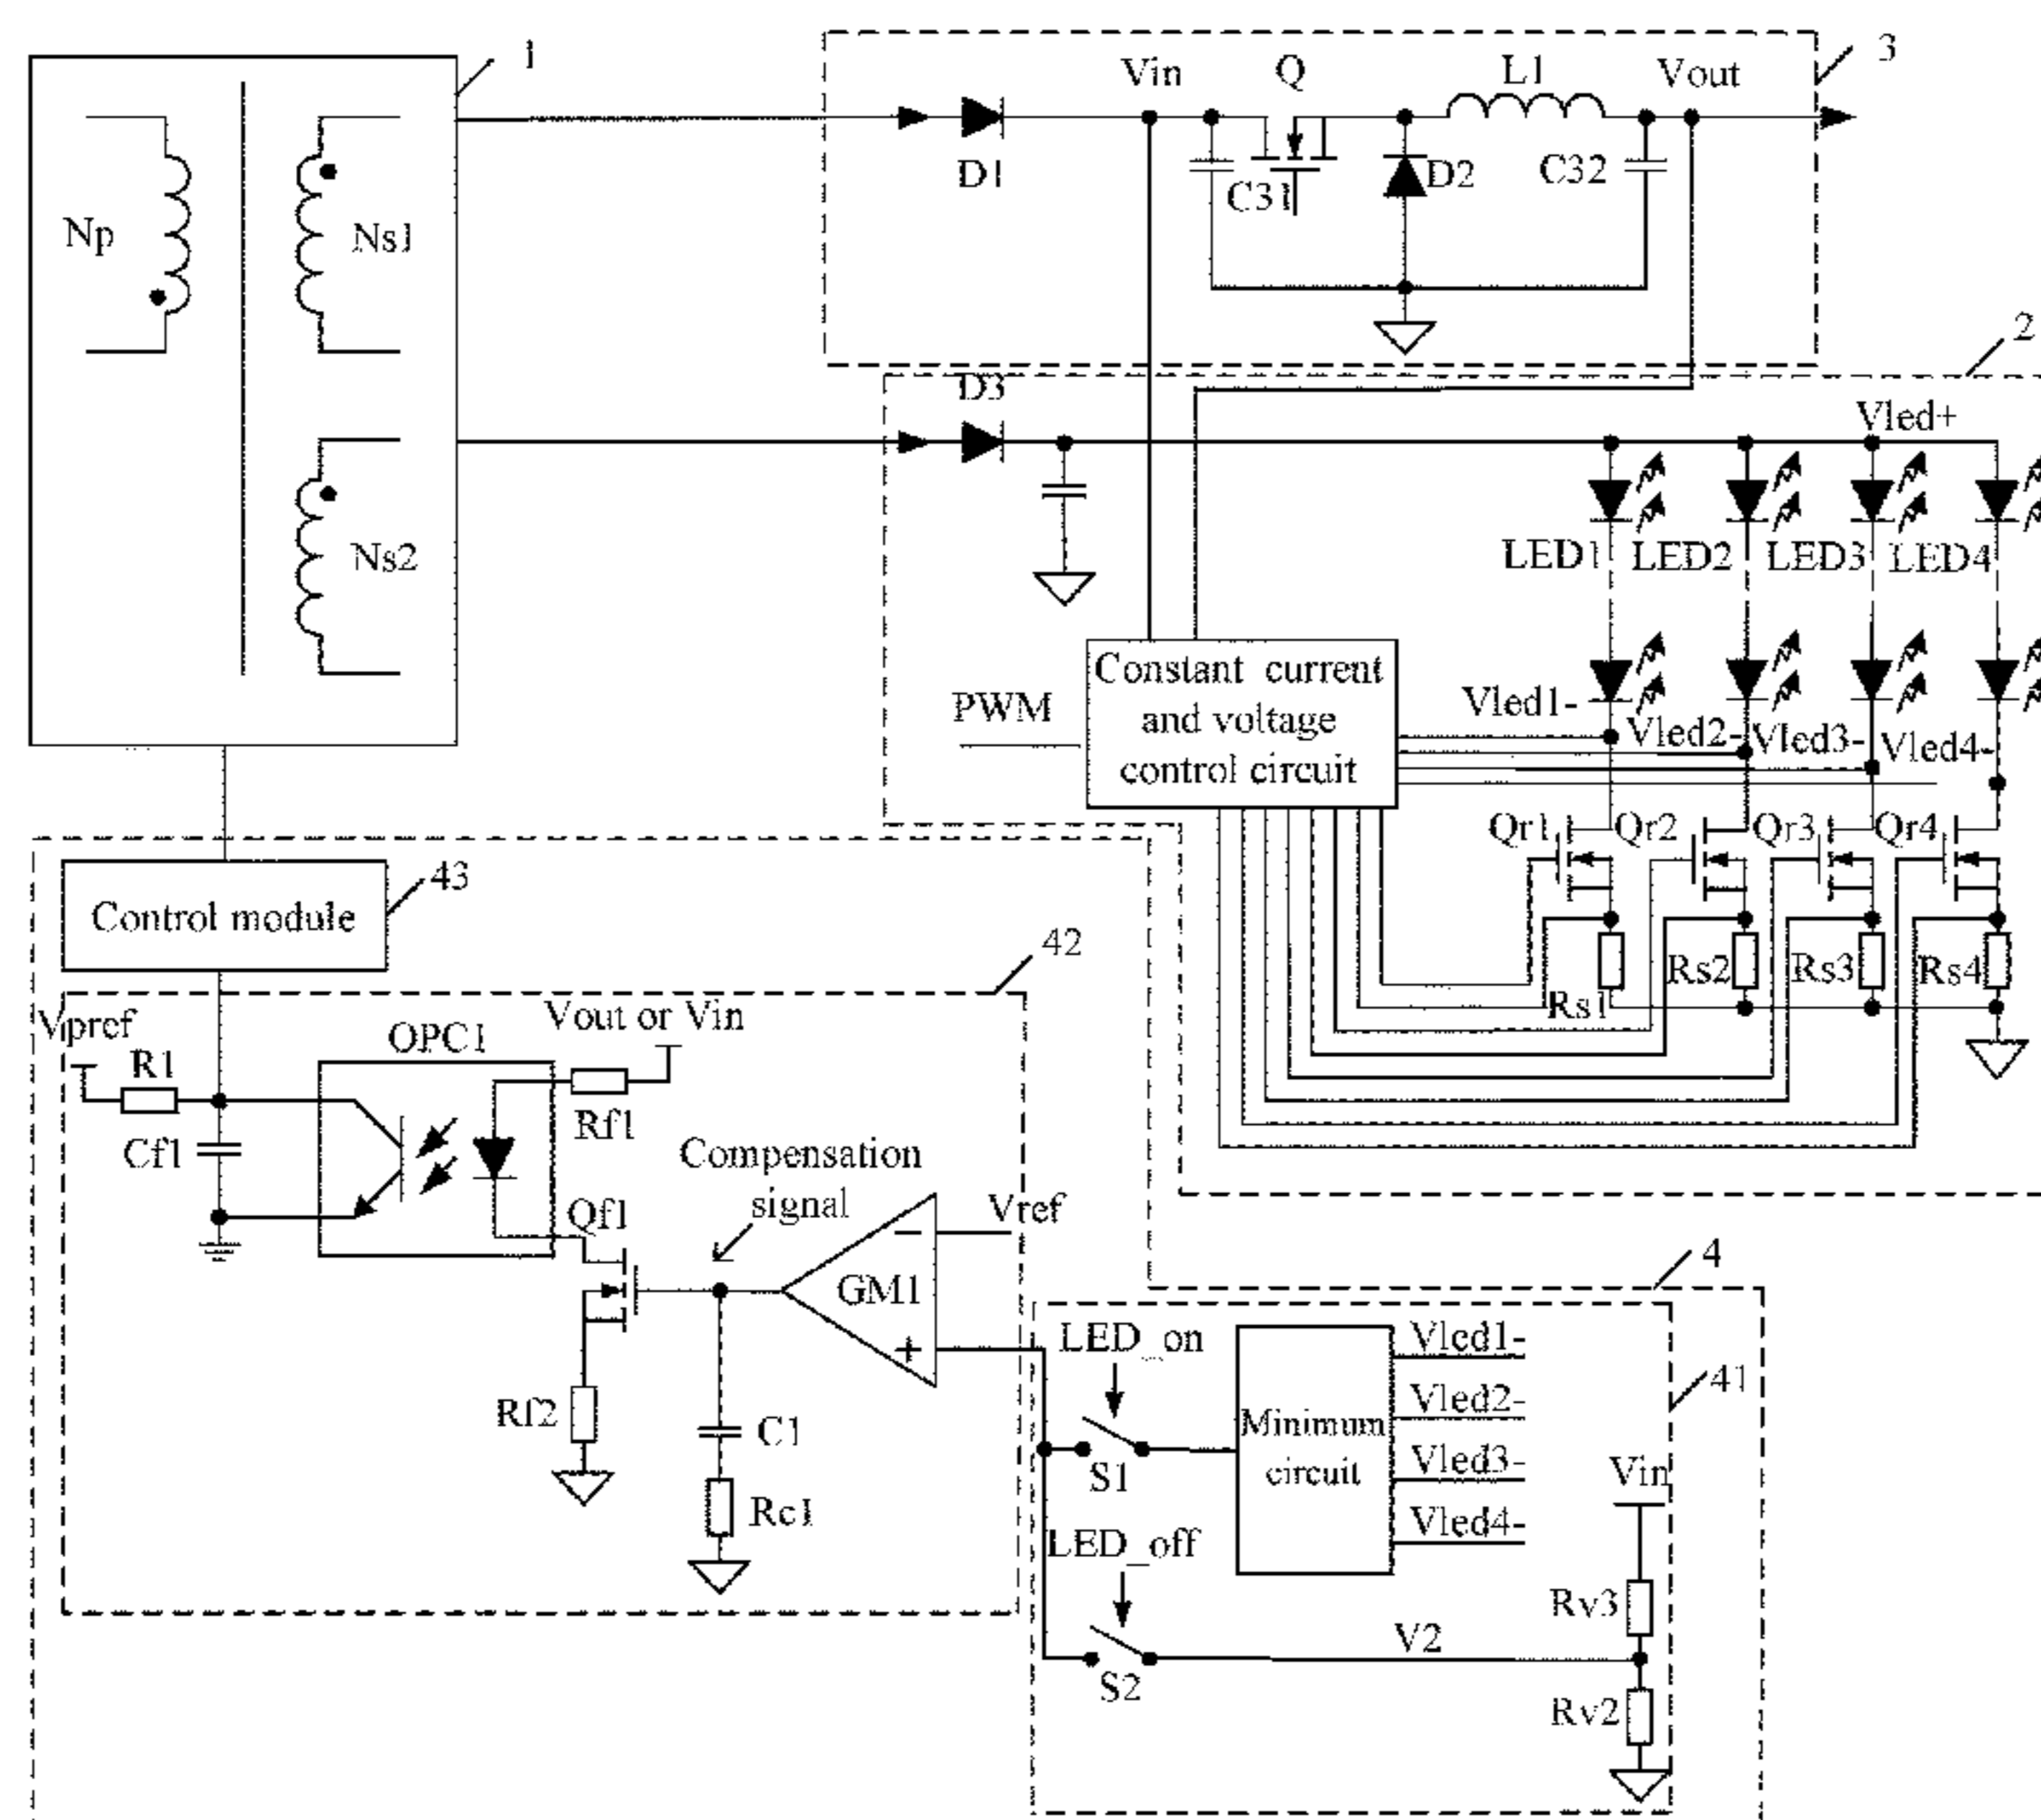 1
Vin
Q
L1
Vout
3
D1
C31
D2
C32
Np
Ns1
2
D3
Vled+
Ns2
LED1
LED2
LED3
LED4
PWM
Constant current
and voltage
control circuit
Vled1-
Vled2-
Vled3-
Vled4-
Qr1
Qr2
Qr3
Qr4
Control module
43
42
Rs1
Rs2
Rs3
Rs4
Vpref
OPC1
Vout or Vin
R1
Rf1
Cf1
Compensation
signal
Qf1
Vref
GM1
4
LED_on
Vled1-
Vled2-
Vled3-
Vled4-
41
Minimum
circuit
Rf2
C1
S1
Vin
Rc1
LED_off
Rv3
V2
S2
Rv2